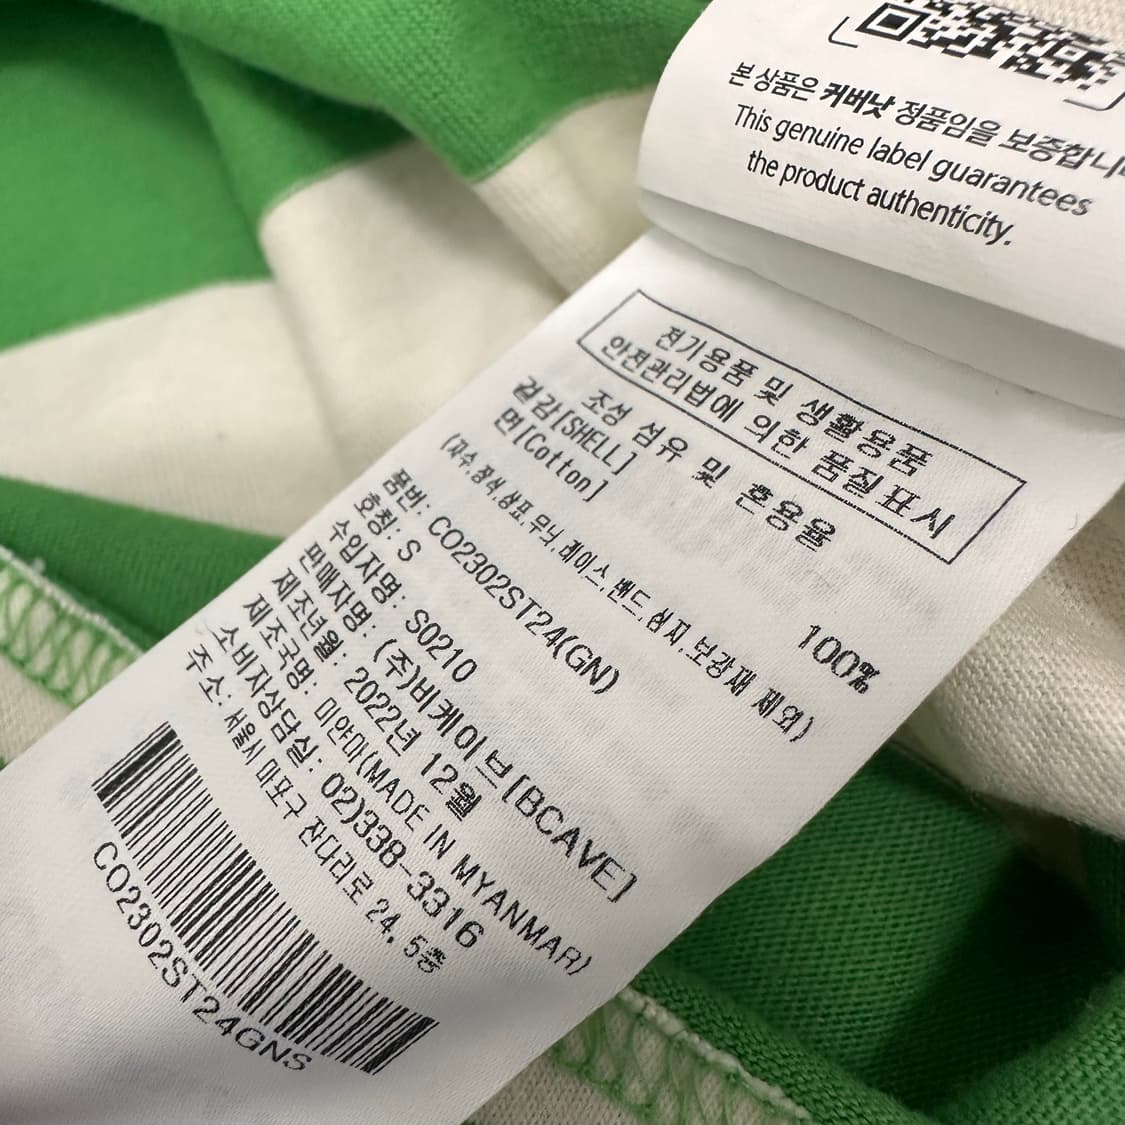 본 상품은 커버낫 정품임을 보증합니
This genuine label guarantees
the product authenticity.
전기용품 및 생활용품
안전관리법에 의한 품질표시
조성 섬유 및 혼용율
겉감[SHELL]
면[Cotton] 100%
(자수,장식,상표,무늬,레이스,밴드,심지,보강재 제외)
품번: CO2302ST24(GN)
호칭: S
수입자명: S0210
판매자명: (주)비케이브[BCAVE]
제조년월: 2022년 12월
제조국명: 미얀마(MADE IN MYANMAR)
소비자상담실: 02)338-3316
주소: 서울시 마포구 잔다리로 24, 5층
CO2302ST24GNS